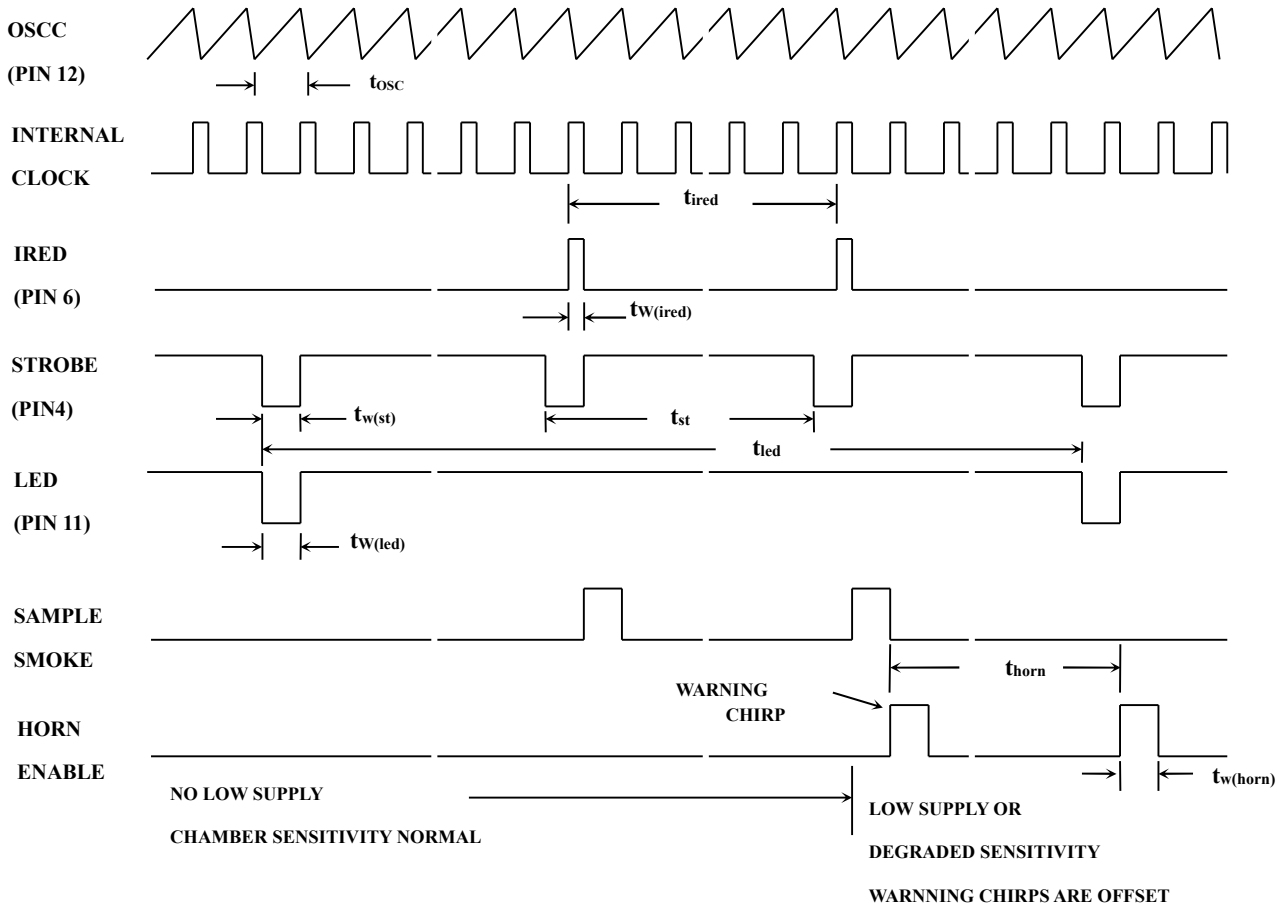 OSCC
(PIN 12)
tOSC
INTERNAL
CLOCK
tired
IRED
(PIN 6)
tW(ired)
STROBE
(PIN4)
tw(st)
tst
tled
LED
(PIN 11)
tW(led)
SAMPLE
SMOKE
thorn
WARNING
CHIRP
HORN
ENABLE
tw(horn)
NO LOW SUPPLY
CHAMBER SENSITIVITY NORMAL
LOW SUPPLY OR
DEGRADED SENSITIVITY
WARNNING CHIRPS ARE OFFSET